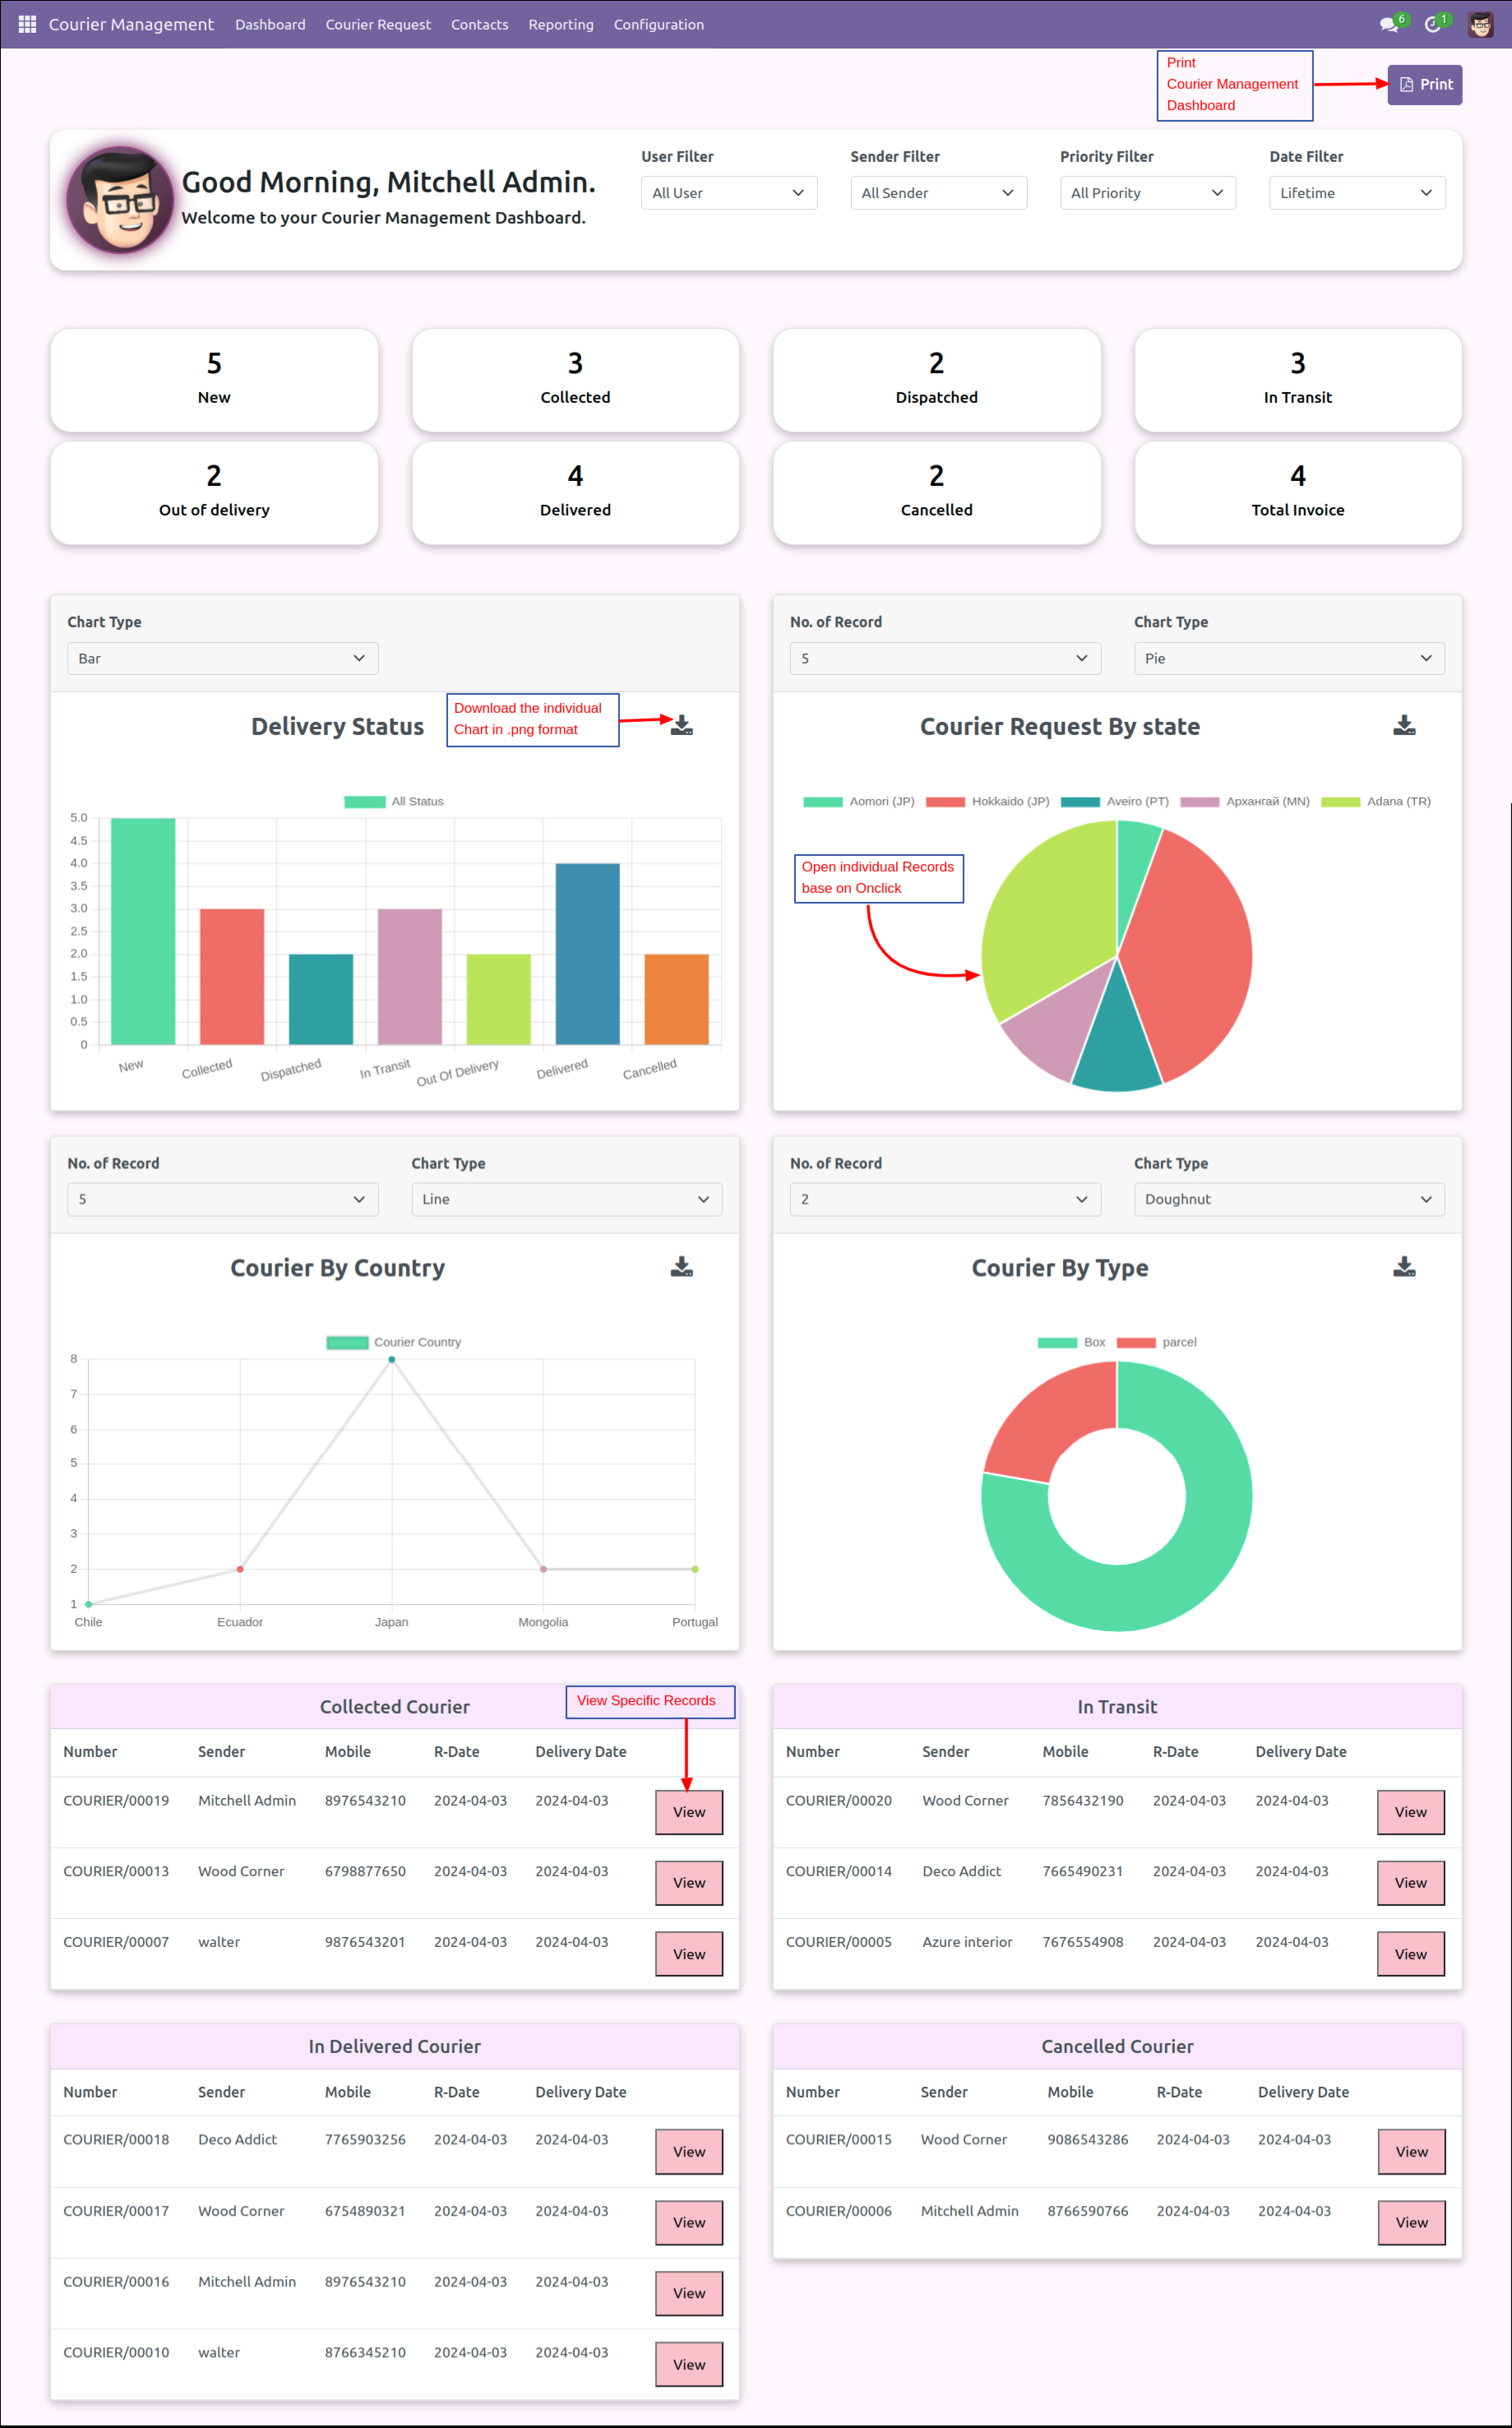 Courier Management Dashboard Courier Request Contacts Reporting Configuration 6 1
Print
Courier Management
Dashboard
Print
Good Morning, Mitchell Admin.
Welcome to your Courier Management Dashboard.
User Filter Sender Filter Priority Filter Date Filter
All User All Sender All Priority Lifetime
5 3 2 3
New Collected Dispatched In Transit
2 4 2 4
Out of delivery Delivered Cancelled Total Invoice
Chart Type
Bar
Delivery Status
Download the individual
Chart in .png format
All Status
5.0
4.5
4.0
3.5
3.0
2.5
2.0
1.5
1.0
0.5
0
New Collected Dispatched In Transit Out Of Delivery Delivered Cancelled
No. of Record Chart Type
5 Pie
Courier Request By state
Aomori (JP) Hokkaido (JP) Aveiro (PT) Архангай (MN) Adana (TR)
Open individual Records
base on Onclick
No. of Record Chart Type
5 Line
Courier By Country
Courier Country
8
7
6
5
4
3
2
1
Chile Ecuador Japan Mongolia Portugal
No. of Record Chart Type
2 Doughnut
Courier By Type
Box parcel
Collected Courier
View Specific Records
Number Sender Mobile R-Date Delivery Date
COURIER/00019 Mitchell Admin 8976543210 2024-04-03 2024-04-03 View
COURIER/00013 Wood Corner 6798877650 2024-04-03 2024-04-03 View
COURIER/00007 walter 9876543201 2024-04-03 2024-04-03 View
In Transit
Number Sender Mobile R-Date Delivery Date
COURIER/00020 Wood Corner 7856432190 2024-04-03 2024-04-03 View
COURIER/00014 Deco Addict 7665490231 2024-04-03 2024-04-03 View
COURIER/00005 Azure interior 7676554908 2024-04-03 2024-04-03 View
In Delivered Courier
Number Sender Mobile R-Date Delivery Date
COURIER/00018 Deco Addict 7765903256 2024-04-03 2024-04-03 View
COURIER/00017 Wood Corner 6754890321 2024-04-03 2024-04-03 View
COURIER/00016 Mitchell Admin 8976543210 2024-04-03 2024-04-03 View
COURIER/00010 walter 8766345210 2024-04-03 2024-04-03 View
Cancelled Courier
Number Sender Mobile R-Date Delivery Date
COURIER/00015 Wood Corner 9086543286 2024-04-03 2024-04-03 View
COURIER/00006 Mitchell Admin 8766590766 2024-04-03 2024-04-03 View